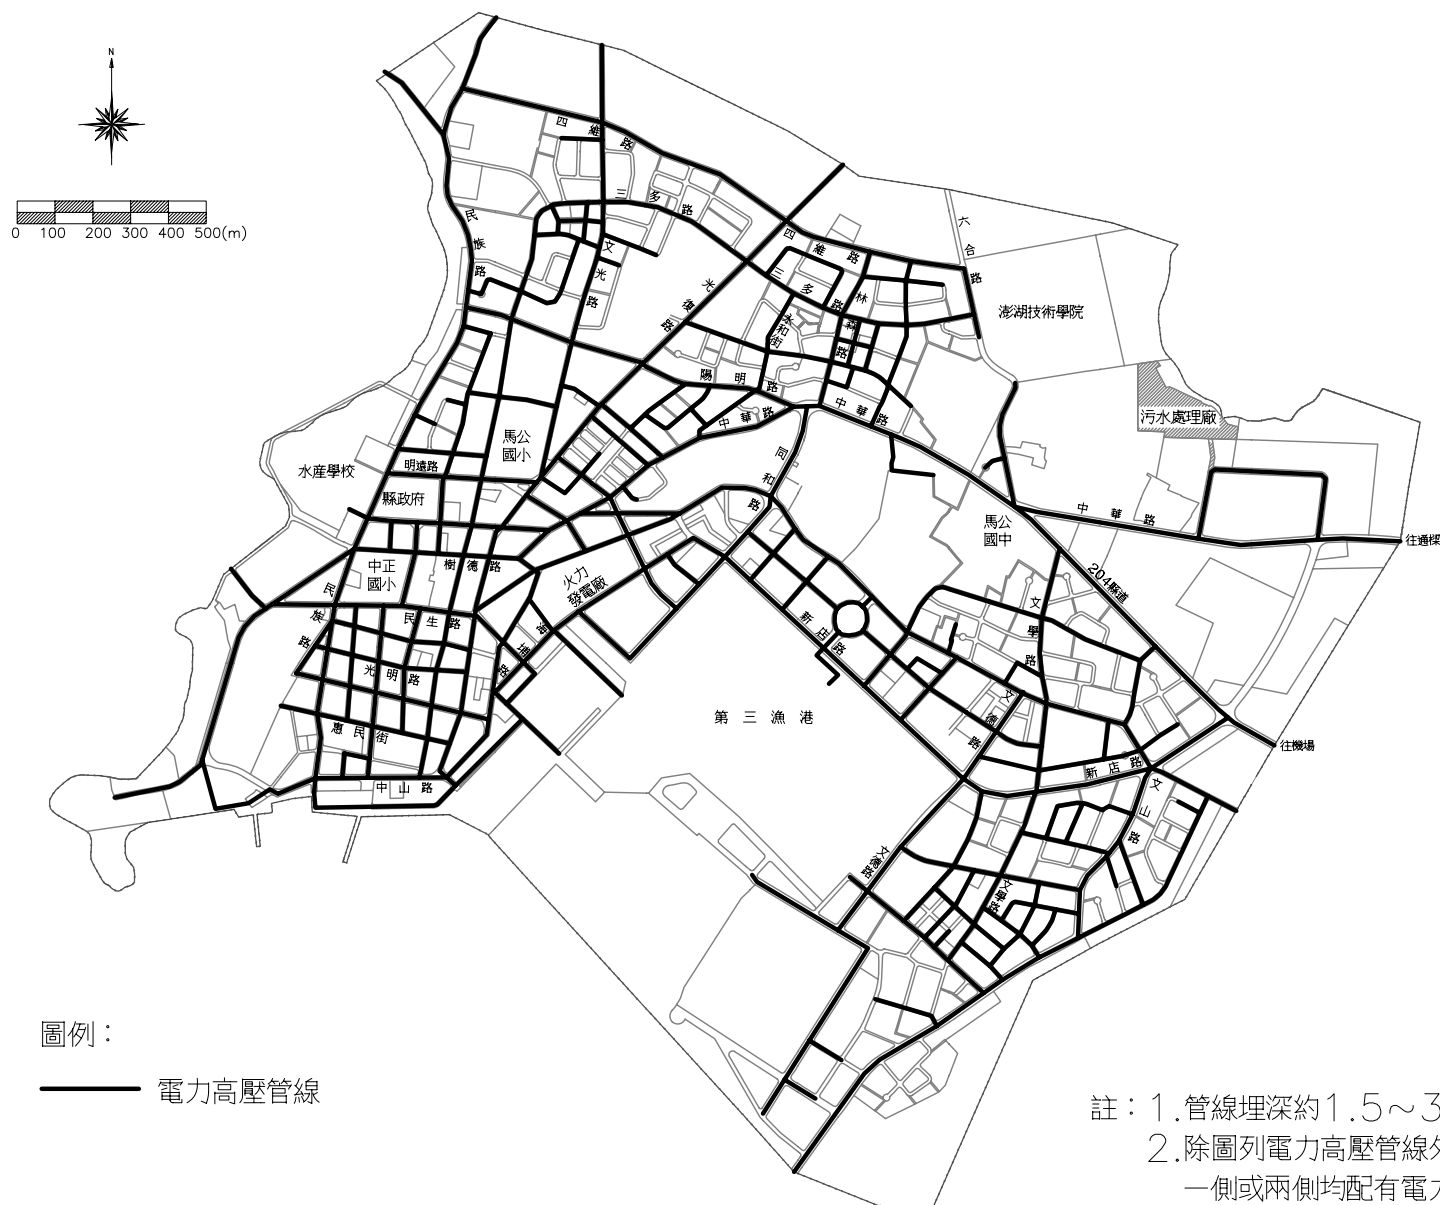 N
0 100 200 300 400 500(m)
四維路
三多路
民族路
文光路
光復路
四維路
三多路
六合路
林森路
永和街
澎湖技術學院
陽明路
中華路
中華路
污水處理廠
馬公
國小
同和路
水產學校
明遠路
縣政府
馬公
國中
中華路
往通樑
中正
國小
樹德路
火力
發電廠
204縣道
民族路
民生路
海埔路
新店路
文學路
光明路
文德路
第三漁港
惠民街
往機場
中山路
新店路
文山路
文德路
文學路
圖例：
電力高壓管線
註：1.管線埋深約1.5~3
2.除圖列電力高壓管線
一側或兩側均配有電力